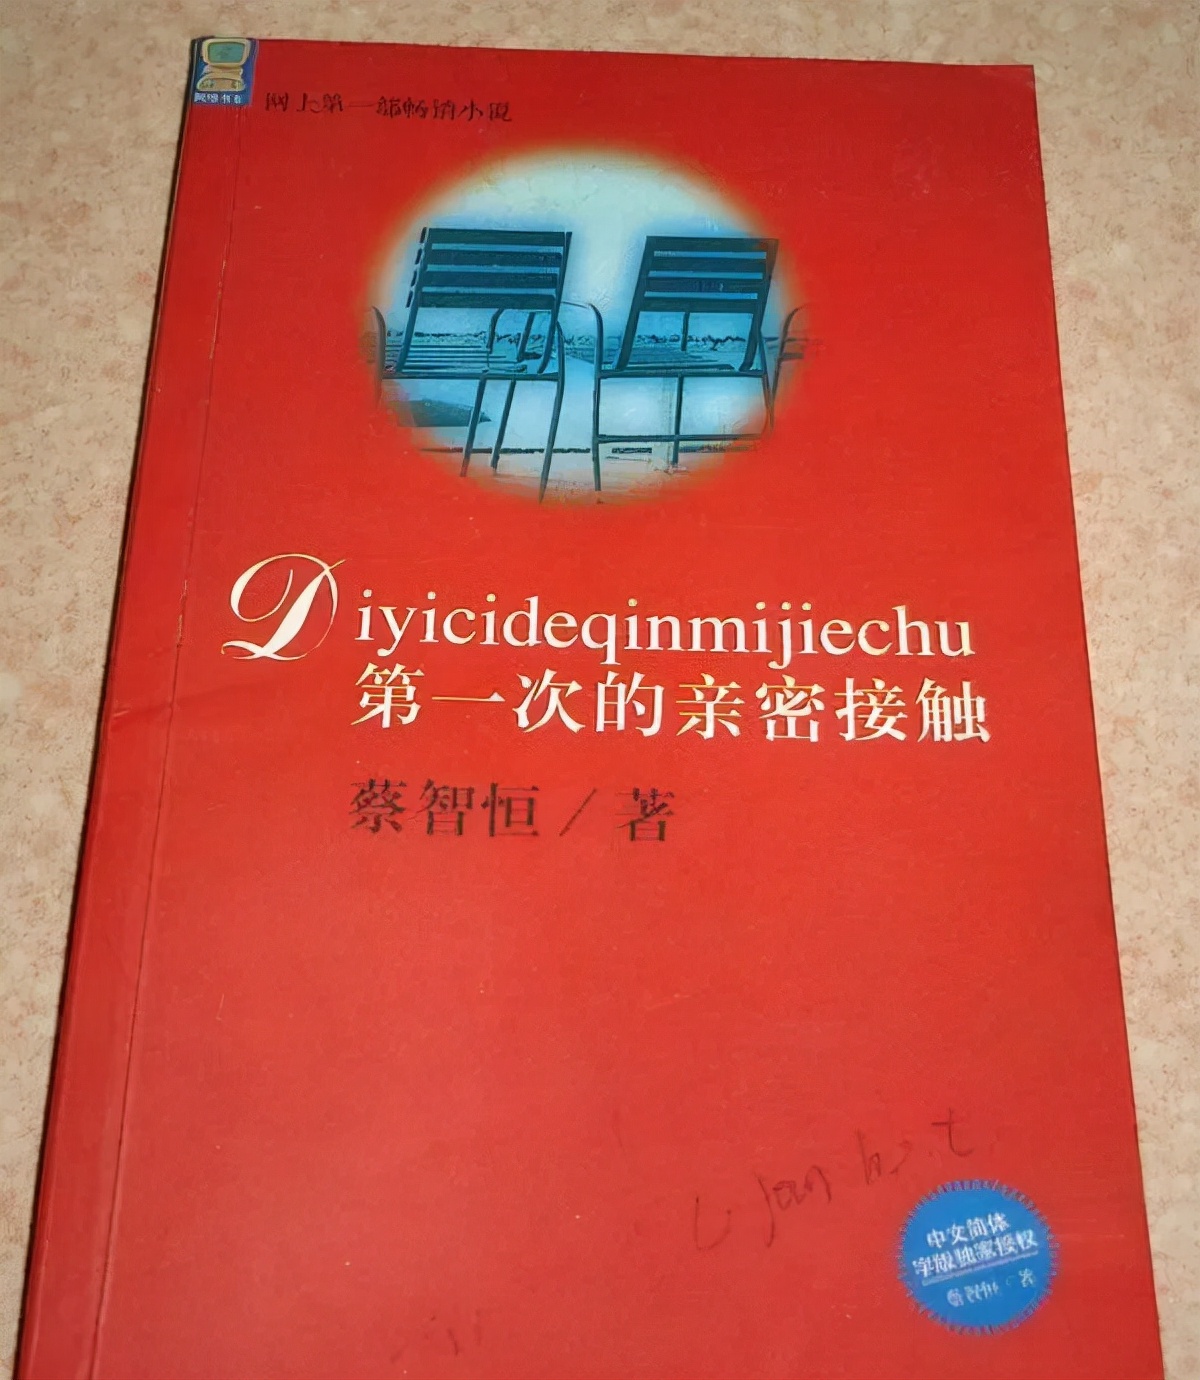 网上第一部畅销小说
Diyicideqinmijiechu
第一次的亲密接触
蔡智恒/著
中文简体
字版独家授权